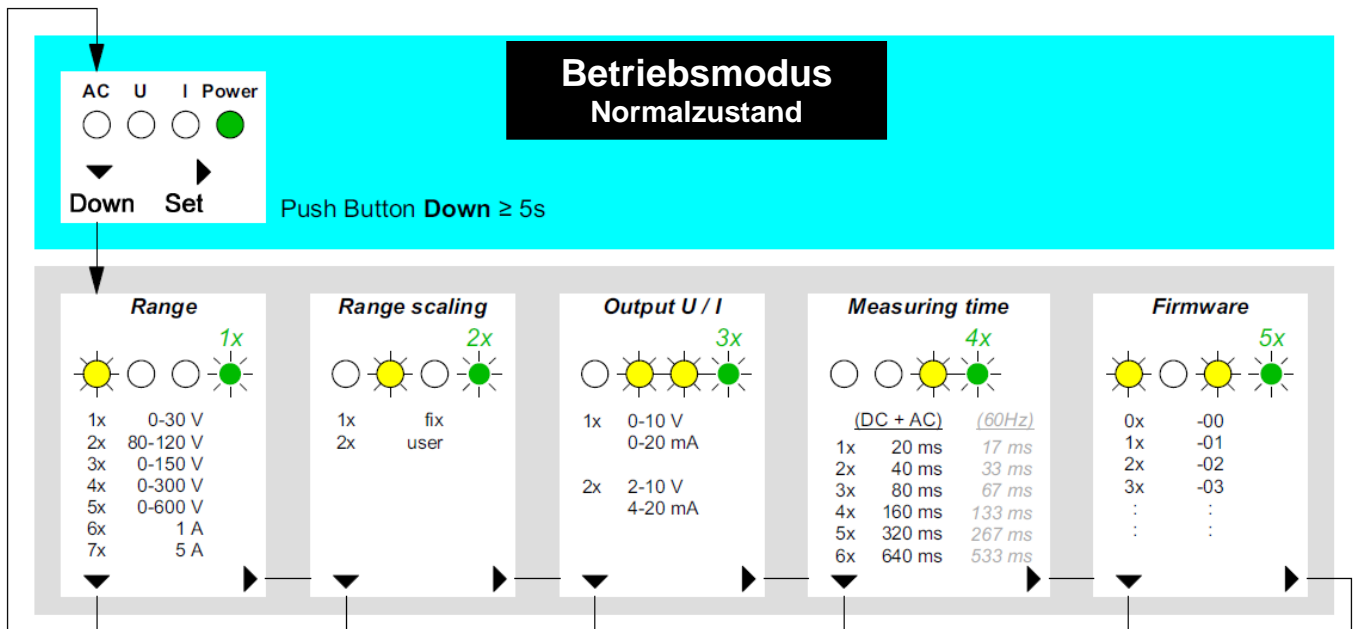 Betriebsmodus
Normalzustand
AC U I Power
Down Set
Push Button Down ≥ 5s
Range
1x
1x 0-30 V
2x 80-120 V
3x 0-150 V
4x 0-300 V
5x 0-600 V
6x 1 A
7x 5 A
Range scaling
2x
1x fix
2x user
Output U / I
3x
1x 0-10 V
0-20 mA
2x 2-10 V
4-20 mA
Measuring time
4x
(DC + AC) (60Hz)
1x 20 ms 17 ms
2x 40 ms 33 ms
3x 80 ms 67 ms
4x 160 ms 133 ms
5x 320 ms 267 ms
6x 640 ms 533 ms
Firmware
5x
0x -00
1x -01
2x -02
3x -03
: :
: :